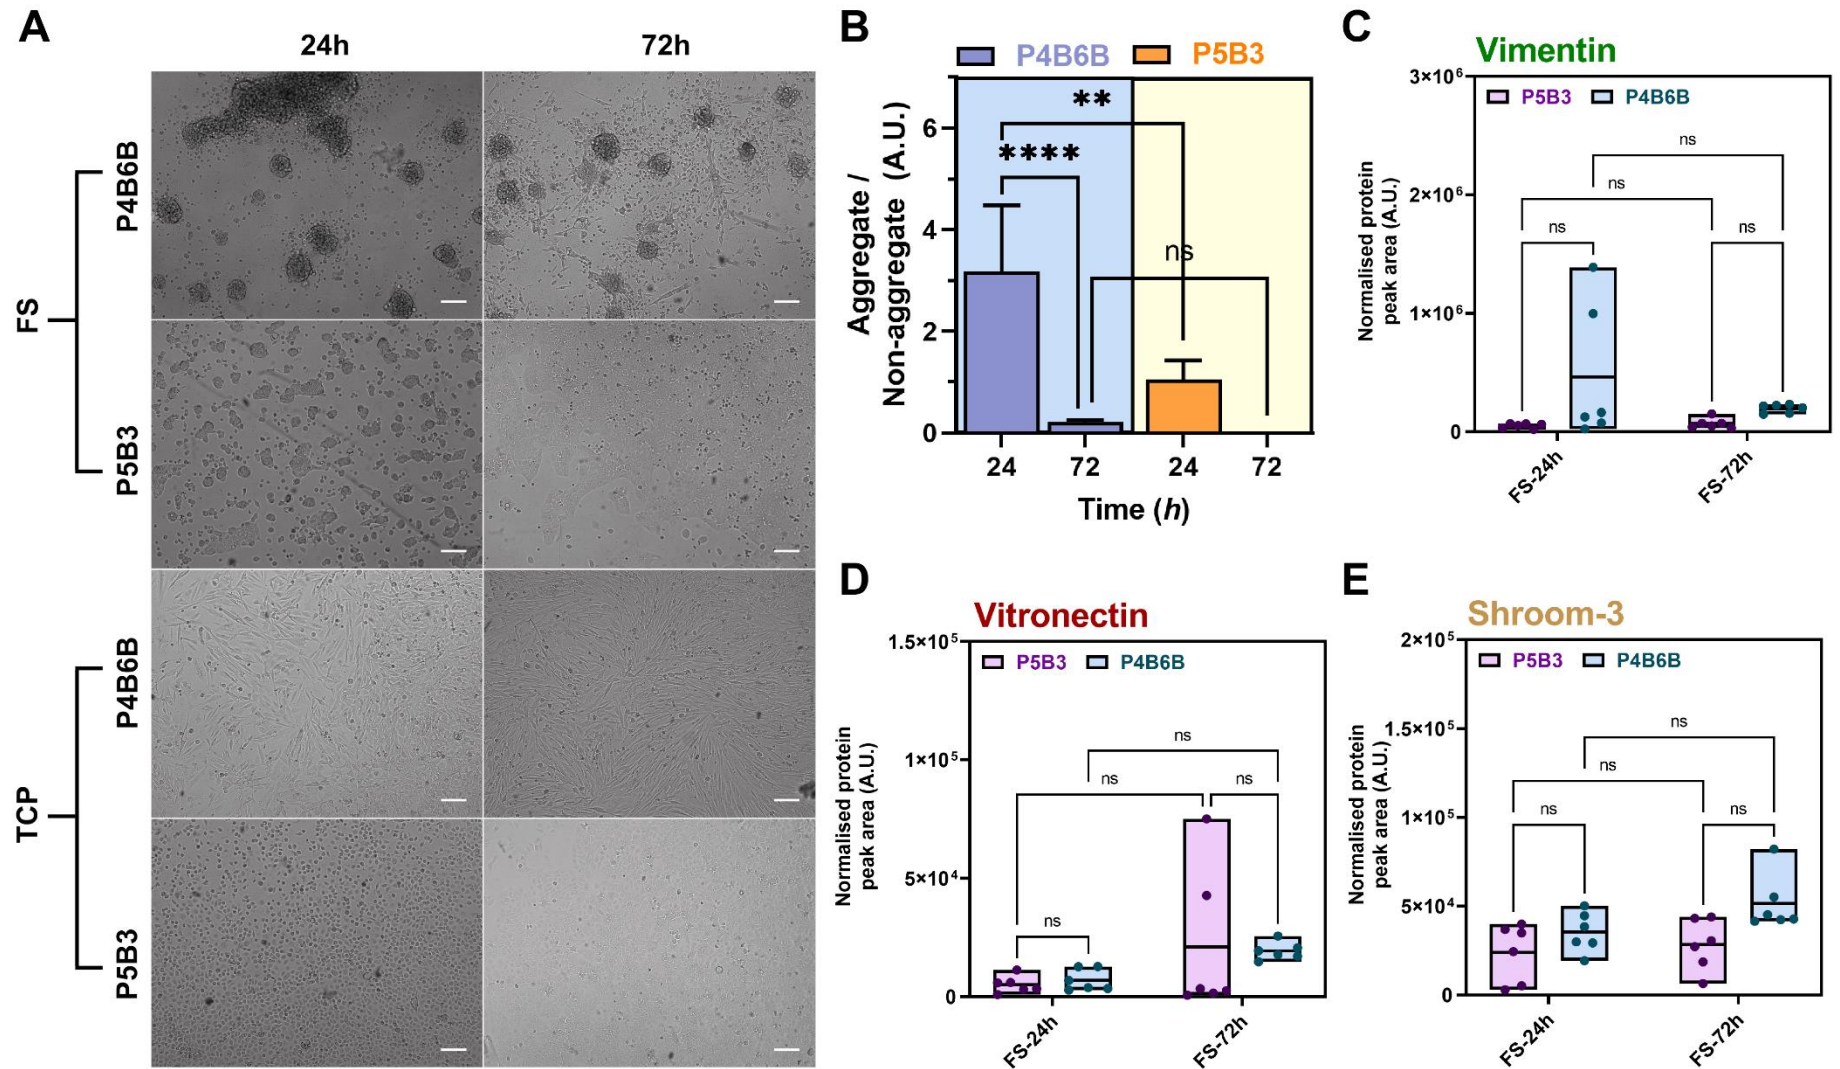 A
24h
72h
FS
P4B6B
P5B3
TCP
P4B6B
P5B3
B
P4B6B
P5B3
Aggregate /
Non-aggregate (A.U.)
6
4
2
0
**
****
ns
24
72
24
72
Time (h)
C
Vimentin
P5B3
P4B6B
Normalised protein
peak area (A.U.)
3×10⁶
2×10⁶
1×10⁶
0
ns
ns
ns
ns
FS-24h
FS-72h
D
Vitronectin
P5B3
P4B6B
Normalised protein
peak area (A.U.)
1.5×10⁵
1×10⁵
5×10⁴
0
ns
ns
ns
ns
FS-24h
FS-72h
E
Shroom-3
P5B3
P4B6B
Normalised protein
peak area (A.U.)
2×10⁵
1.5×10⁵
1×10⁵
5×10⁴
0
ns
ns
ns
ns
FS-24h
FS-72h